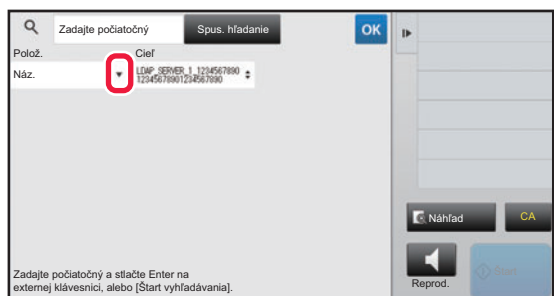 Zadajte počiatočný
Spus. hľadanie
OK
Polož.
Cieľ
Náz.
LDAP_SERVER_1_1234567890
12345678901234567890
Náhľad
CA
Reprod.
Štart
Zadajte počiatočný a stlačte Enter na
externej klávesnici, alebo [Štart vyhľadávania].